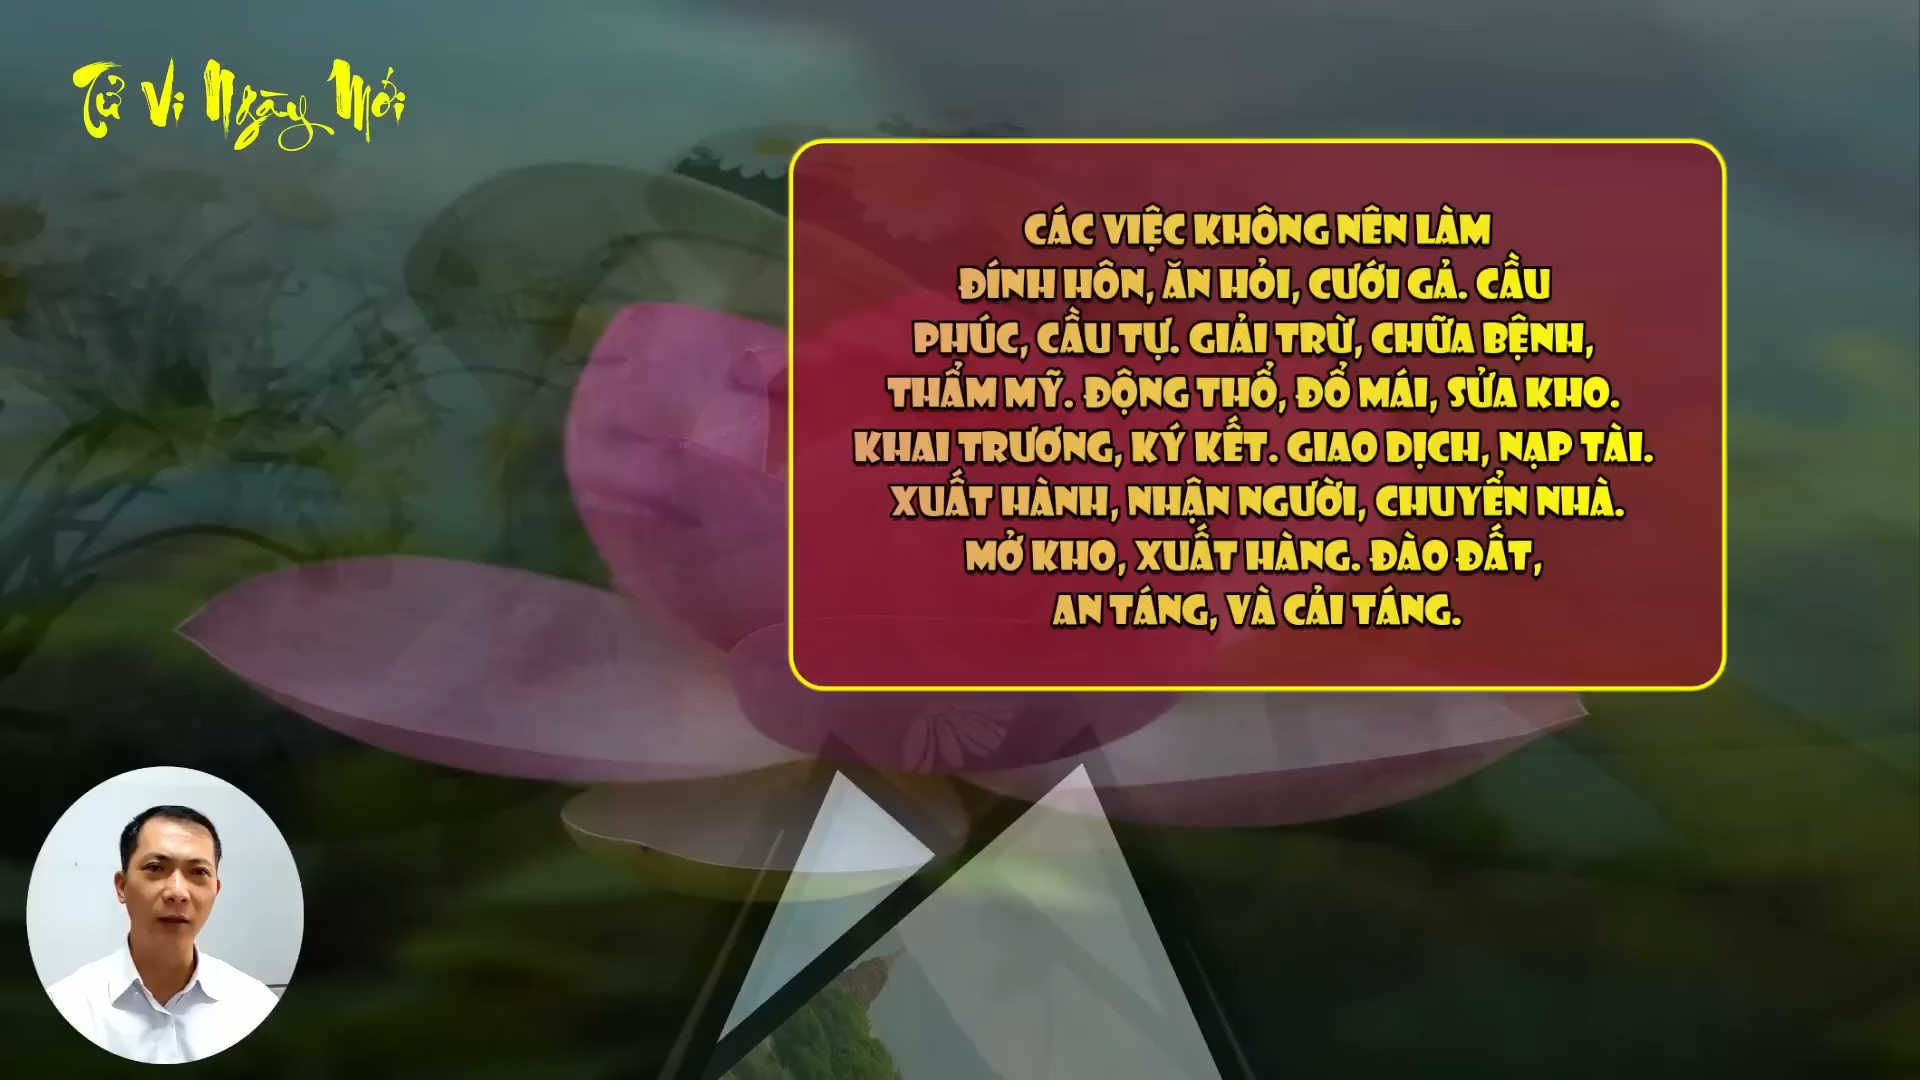 Tử Vi Ngày Mới
CÁC VIỆC KHÔNG NÊN LÀM
ĐÍNH HÔN, ĂN HỎI, CƯỚI GẢ. CẦU
PHÚC, CẦU TỰ. GIẢI TRỪ, CHỮA BỆNH,
THẨM MỸ. ĐỘNG THỔ, ĐỔ MÁI, SỬA KHO.
KHAI TRƯƠNG, KÝ KẾT. GIAO DỊCH, NẠP TÀI.
XUẤT HÀNH, NHẬN NGƯỜI, CHUYỂN NHÀ.
MỞ KHO, XUẤT HÀNG. ĐÀO ĐẤT,
AN TÁNG, VÀ CẢI TÁNG.